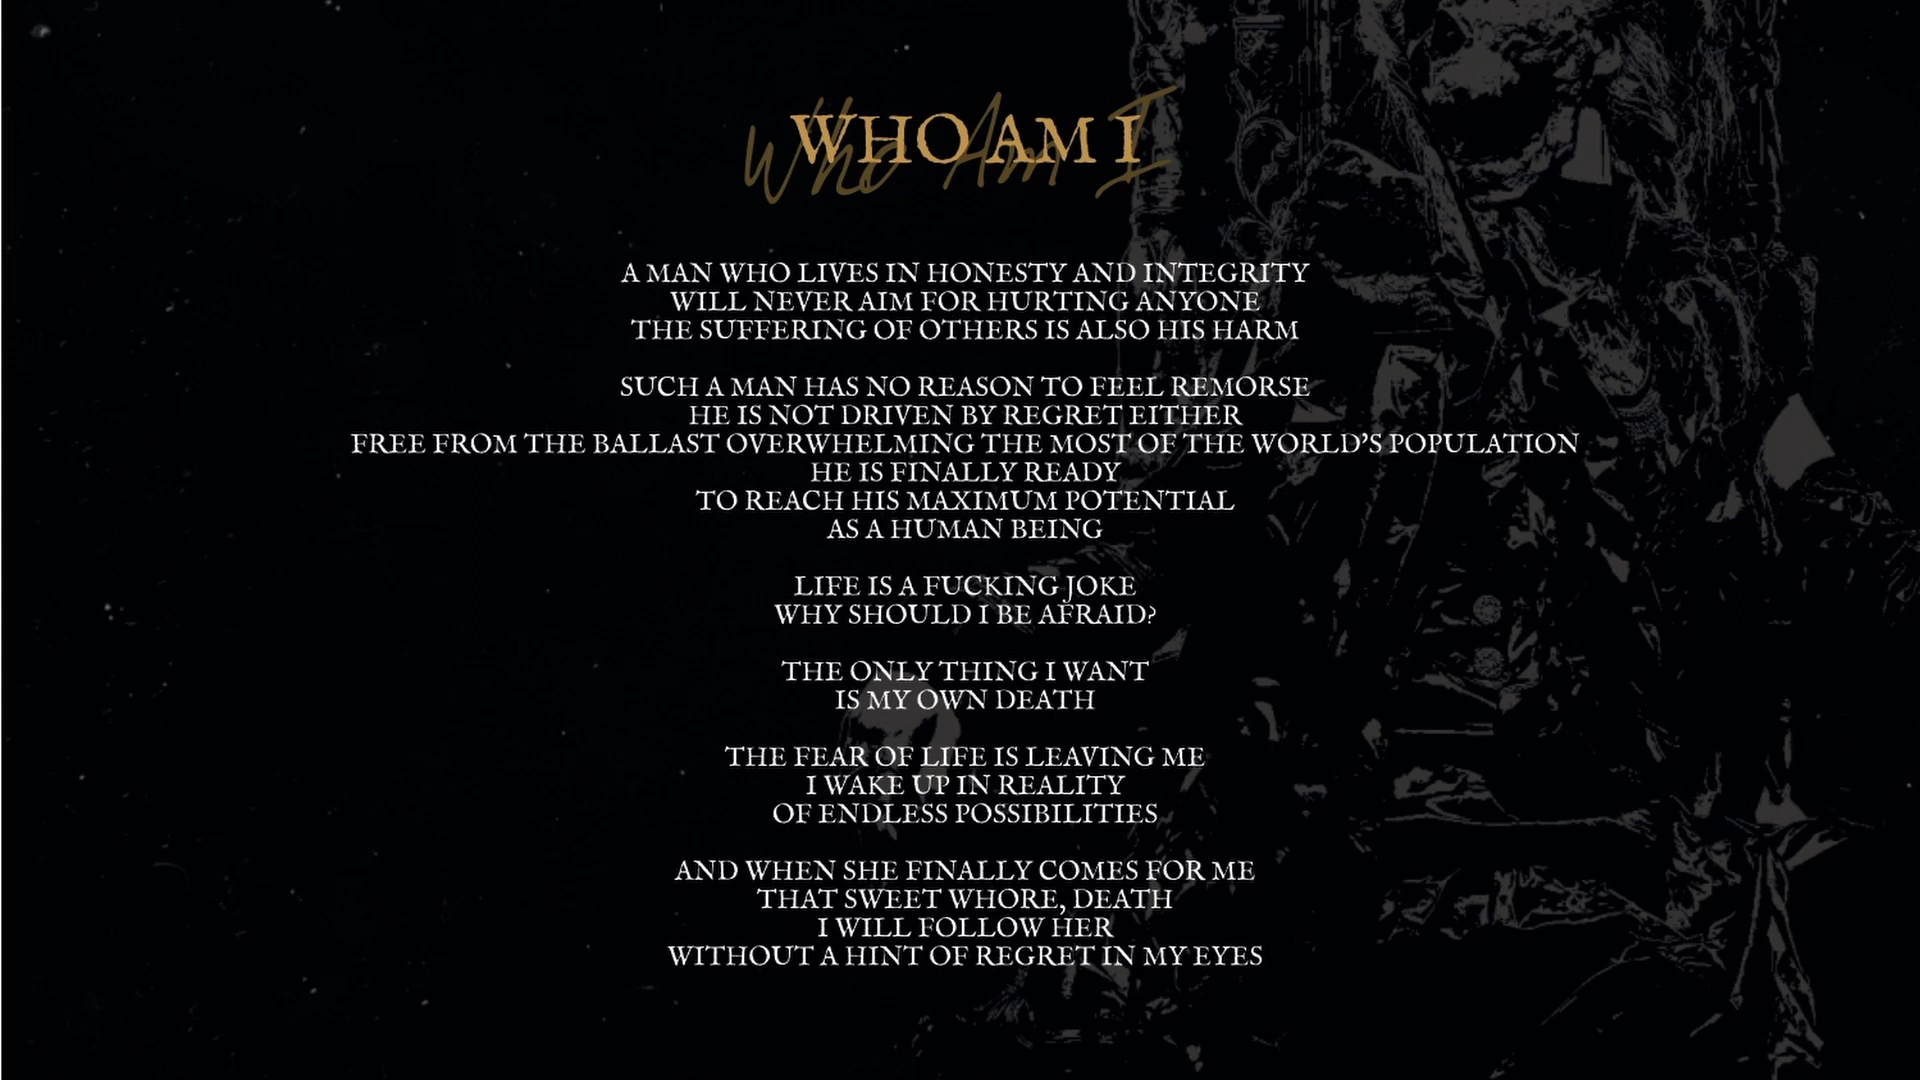 WHO AM I
Who Am I
A MAN WHO LIVES IN HONESTY AND INTEGRITY
WILL NEVER AIM FOR HURTING ANYONE
THE SUFFERING OF OTHERS IS ALSO HIS HARM
SUCH A MAN HAS NO REASON TO FEEL REMORSE
HE IS NOT DRIVEN BY REGRET EITHER
FREE FROM THE BALLAST OVERWHELMING THE MOST OF THE WORLD'S POPULATION
HE IS FINALLY READY
TO REACH HIS MAXIMUM POTENTIAL
AS A HUMAN BEING
LIFE IS A FUCKING JOKE
WHY SHOULD I BE AFRAID?
THE ONLY THING I WANT
IS MY OWN DEATH
THE FEAR OF LIFE IS LEAVING ME
I WAKE UP IN REALITY
OF ENDLESS POSSIBILITIES
AND WHEN SHE FINALLY COMES FOR ME
THAT SWEET WHORE, DEATH
I WILL FOLLOW HER
WITHOUT A HINT OF REGRET IN MY EYES